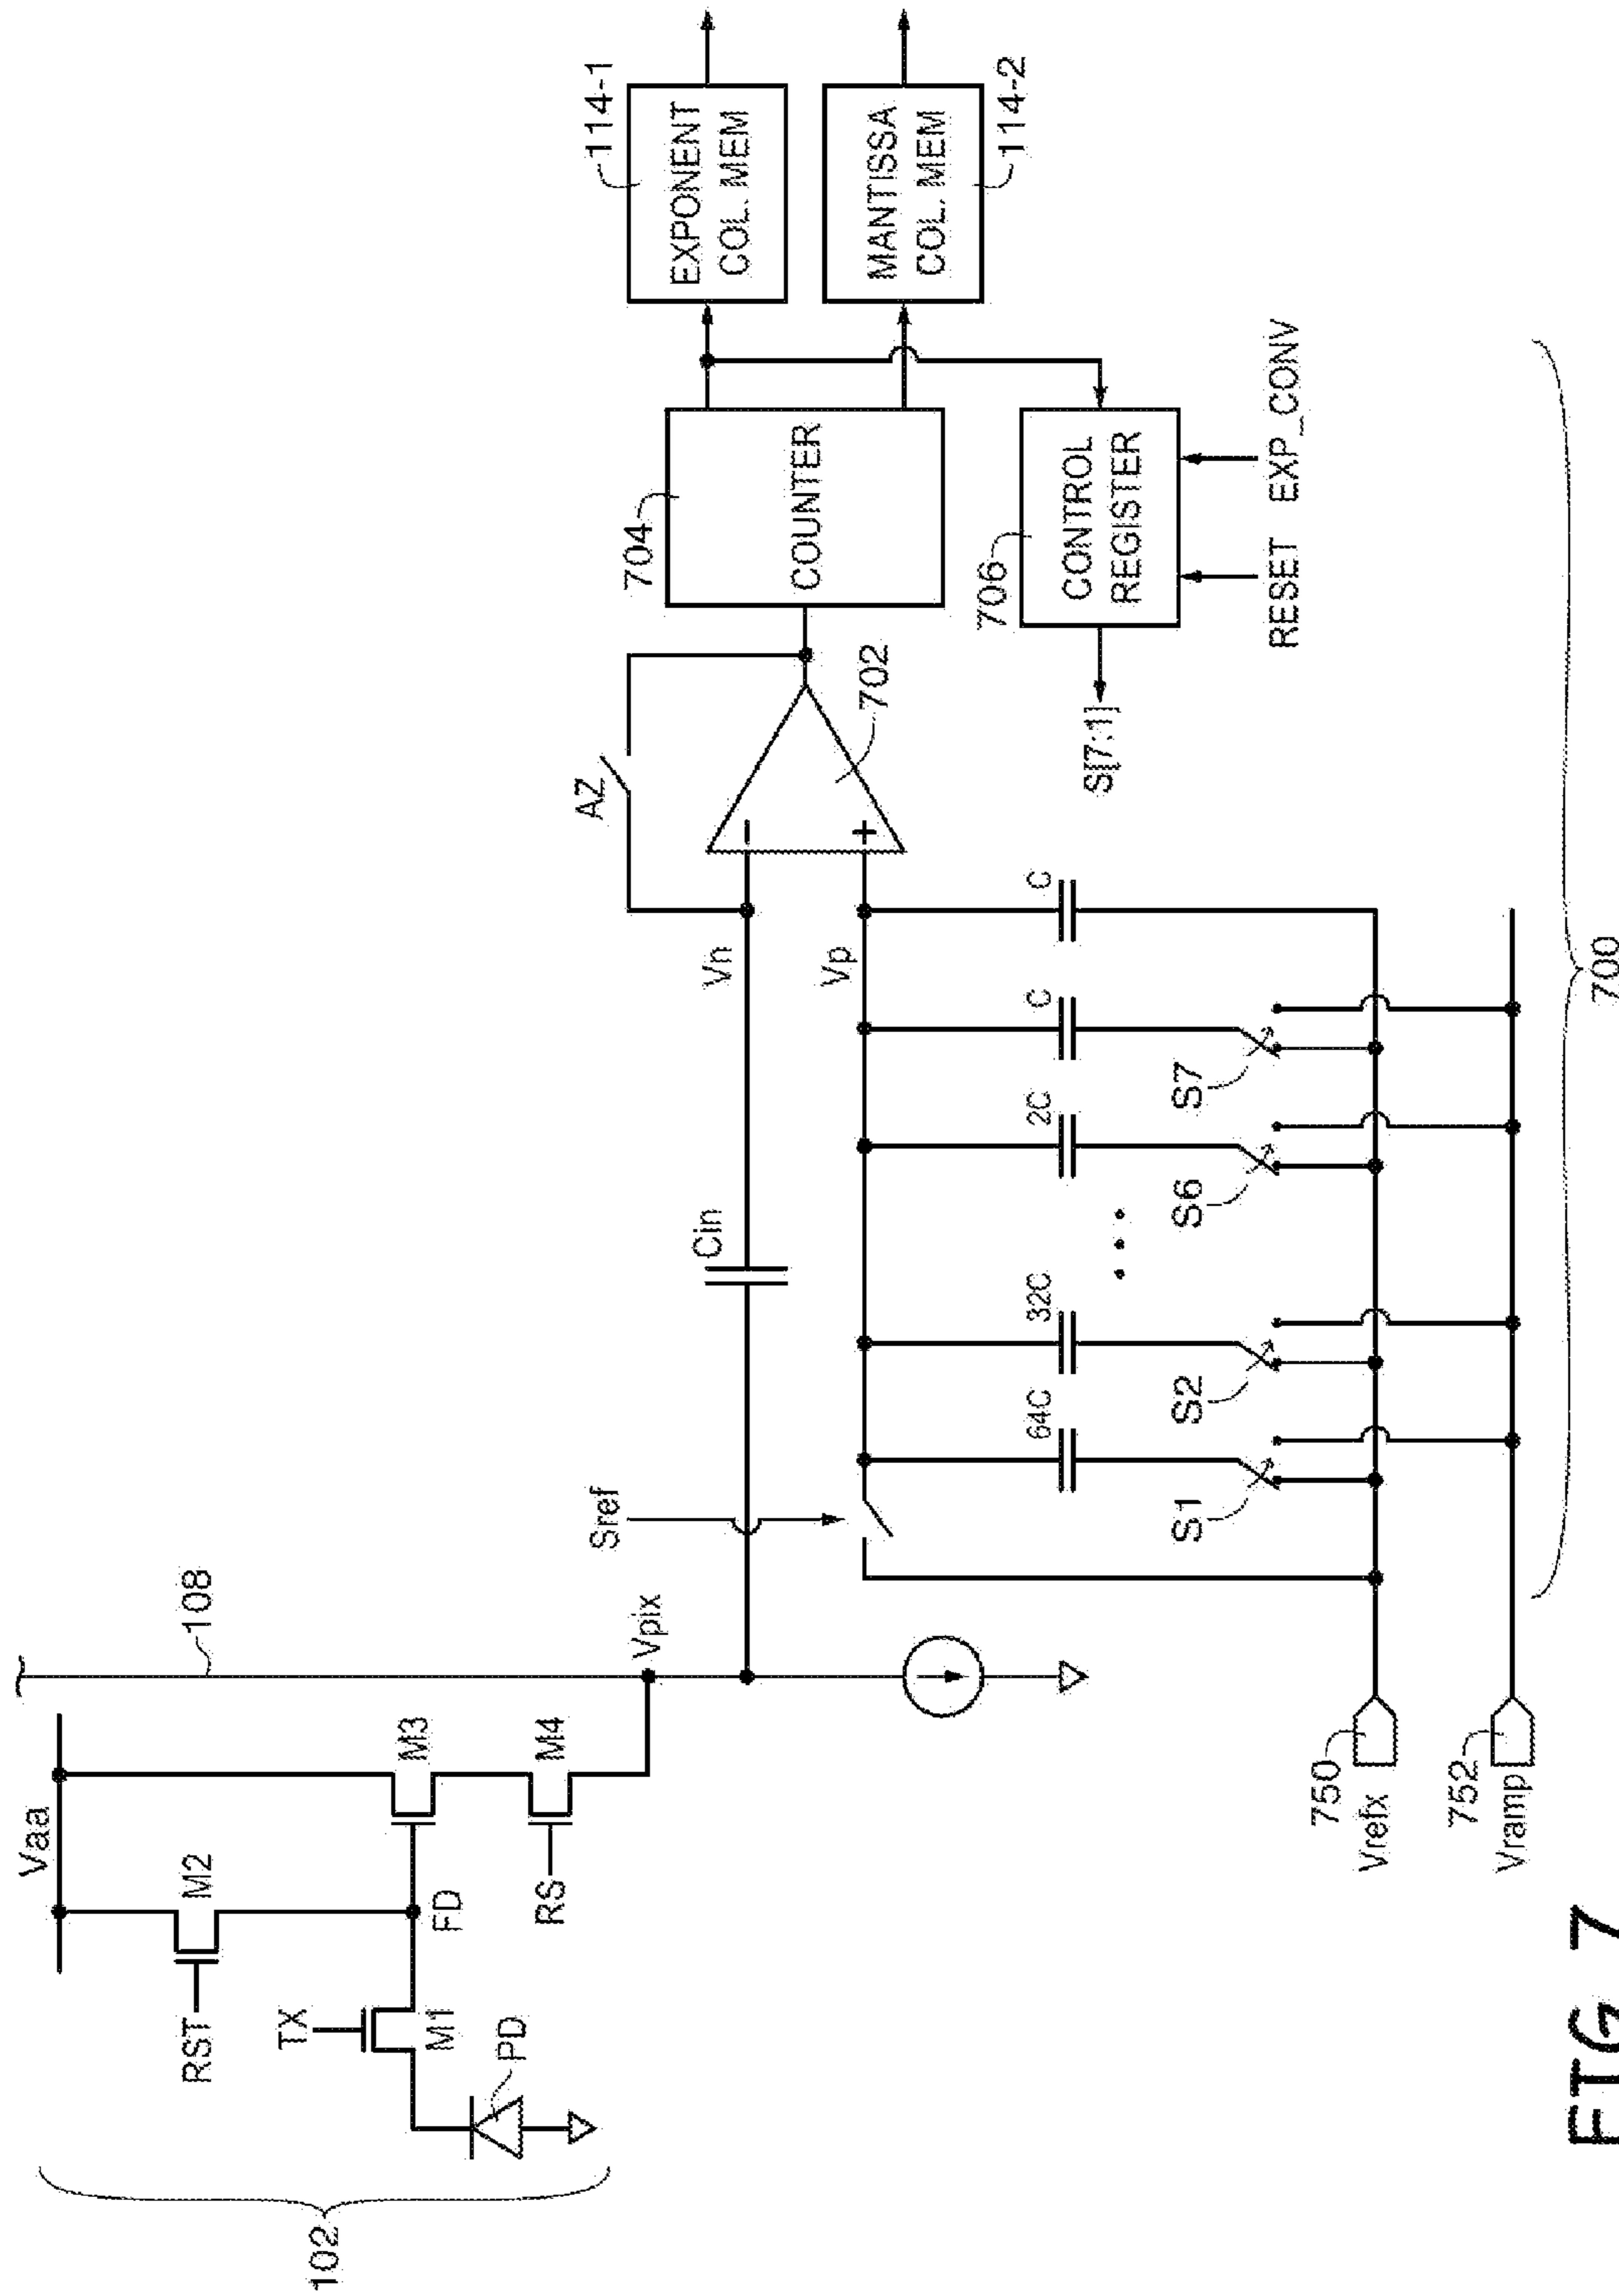 102
Vaa
RST
M2
TX
M1
PD
FD
M3
M4
RS
108
Vpix
Sref
Cin
Vn
Vp
AZ
702
704
COUNTER
114-1
EXPONENT
COL. MEM
114-2
MANTISSA
COL. MEM
706
CONTROL
REGISTER
S[7:1]
RESET
EXP_CONV
64C
32C
2C
C
C
S1
S2
S6
S7
750
Vrefx
752
Vramp
700
FIG. 7